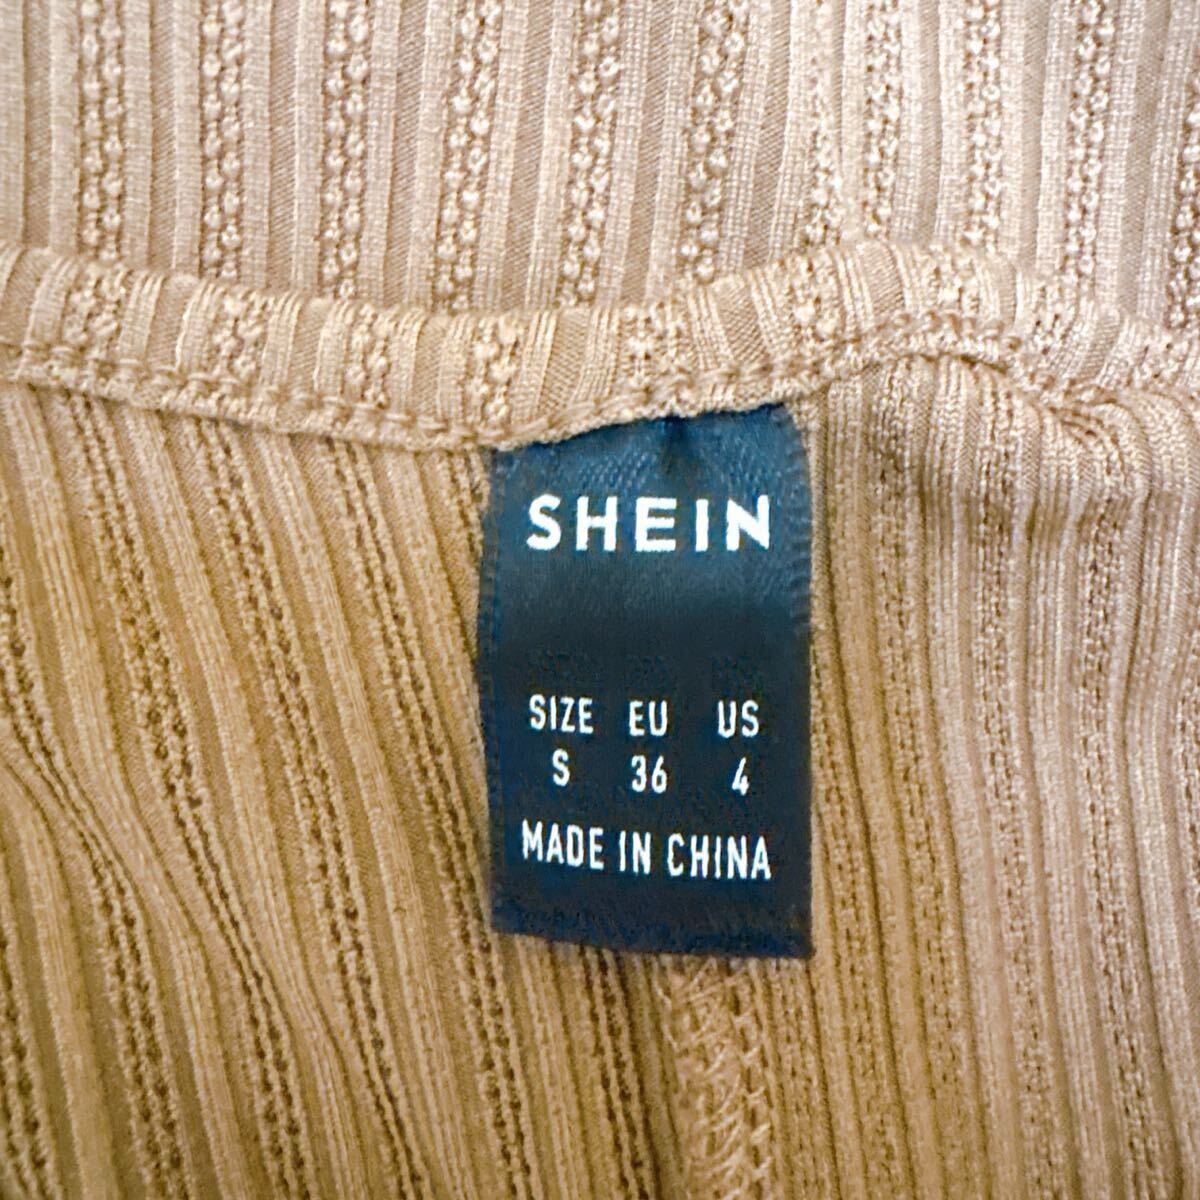 SHEIN
SIZE EU US
S 36 4
MADE IN CHINA